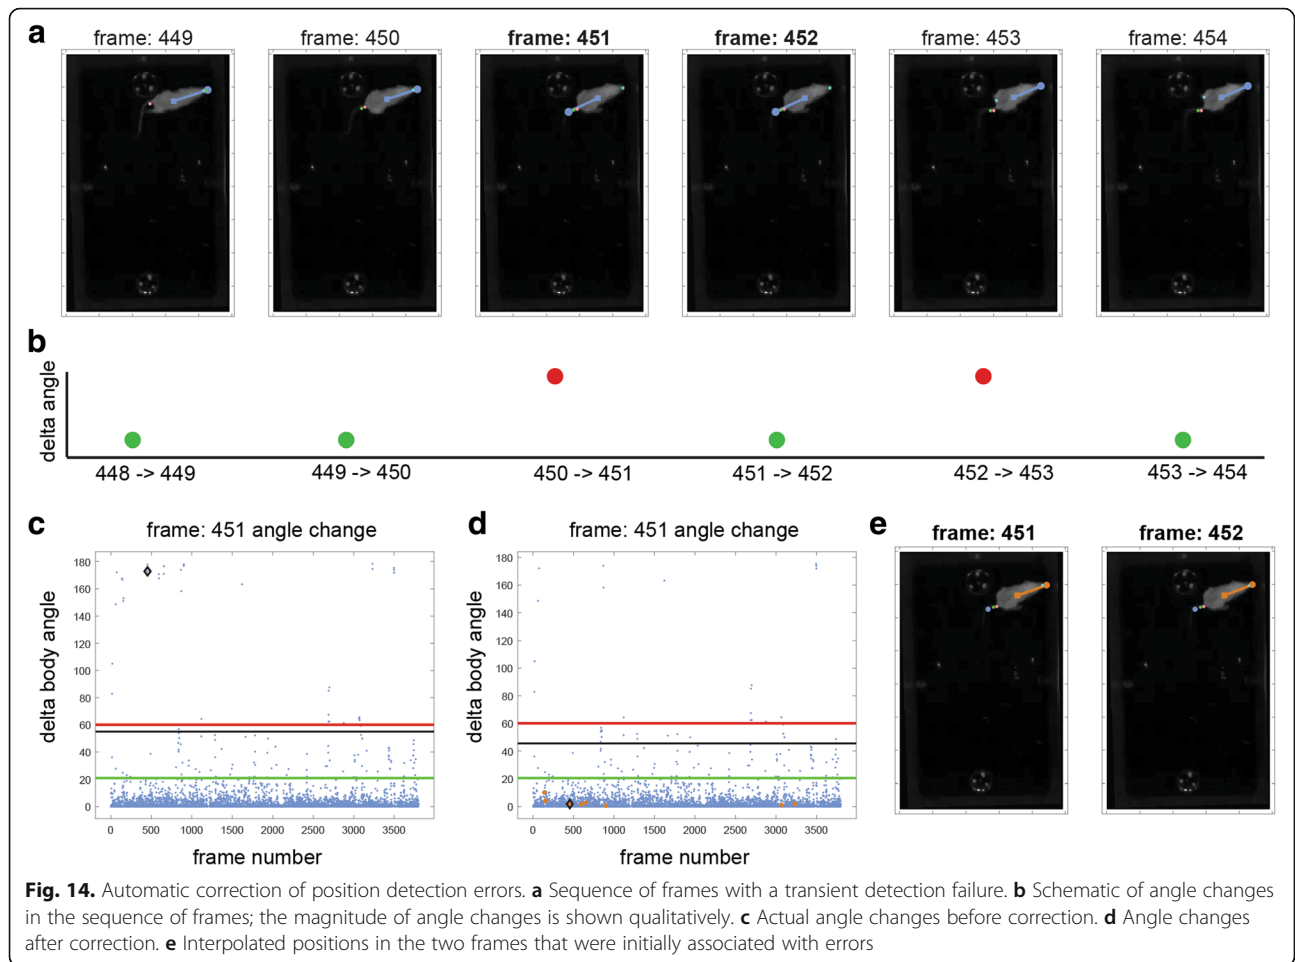 a
frame: 449 frame: 450 frame: 451 frame: 452 frame: 453 frame: 454
b
delta angle
448 -> 449 449 -> 450 450 -> 451 451 -> 452 452 -> 453 453 -> 454
c
frame: 451 angle change
delta body angle
180
160
140
120
100
80
60
40
20
0
0 500 1000 1500 2000 2500 3000 3500
frame number
d
frame: 451 angle change
delta body angle
180
160
140
120
100
80
60
40
20
0
0 500 1000 1500 2000 2500 3000 3500
frame number
e
frame: 451 frame: 452
Fig. 14. Automatic correction of position detection errors. a Sequence of frames with a transient detection failure. b Schematic of angle changes
in the sequence of frames; the magnitude of angle changes is shown qualitatively. c Actual angle changes before correction. d Angle changes
after correction. e Interpolated positions in the two frames that were initially associated with errors